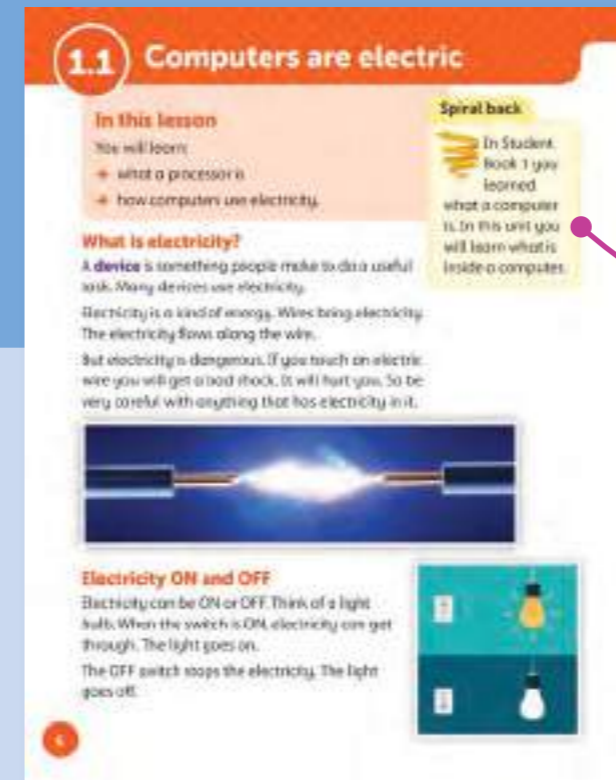 1.1 Computers are electric
In this lesson
You will learn:
→ what a processor is
→ how computers use electricity.
Spiral back
In Student
Book 1 you
learned
what a computer
is. In this unit you
will learn what is
inside a computer.
What is electricity?
A device is something people make to do a useful
task. Many devices use electricity.
Electricity is a kind of energy. Wires bring electricity.
The electricity flows along the wire.
But electricity is dangerous. If you touch an electric
wire you will get a bad shock. It will hurt you. So be
very careful with anything that has electricity in it.
Electricity ON and OFF
Electricity can be ON or OFF. Think of a light
bulb. When the switch is ON, electricity can get
through. The light goes on.
The OFF switch stops the electricity. The light
goes off.